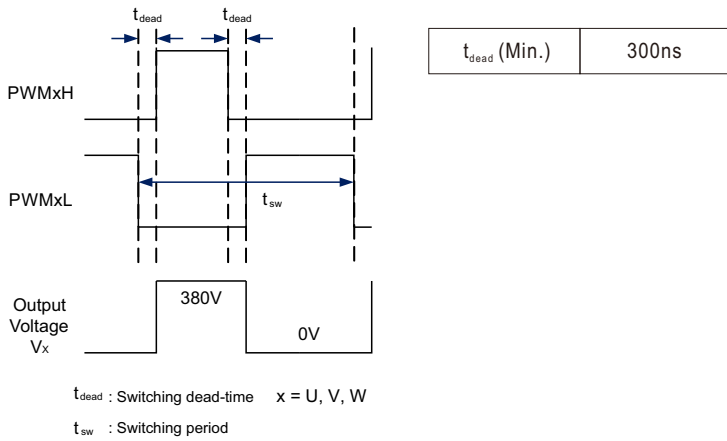 tdead tdead
tdead (Min.) 300ns
PWMxH
PWMxL
tsw
380V
Output
Voltage
Vx
0V
tdead : Switching dead-time x = U, V, W
tsw : Switching period